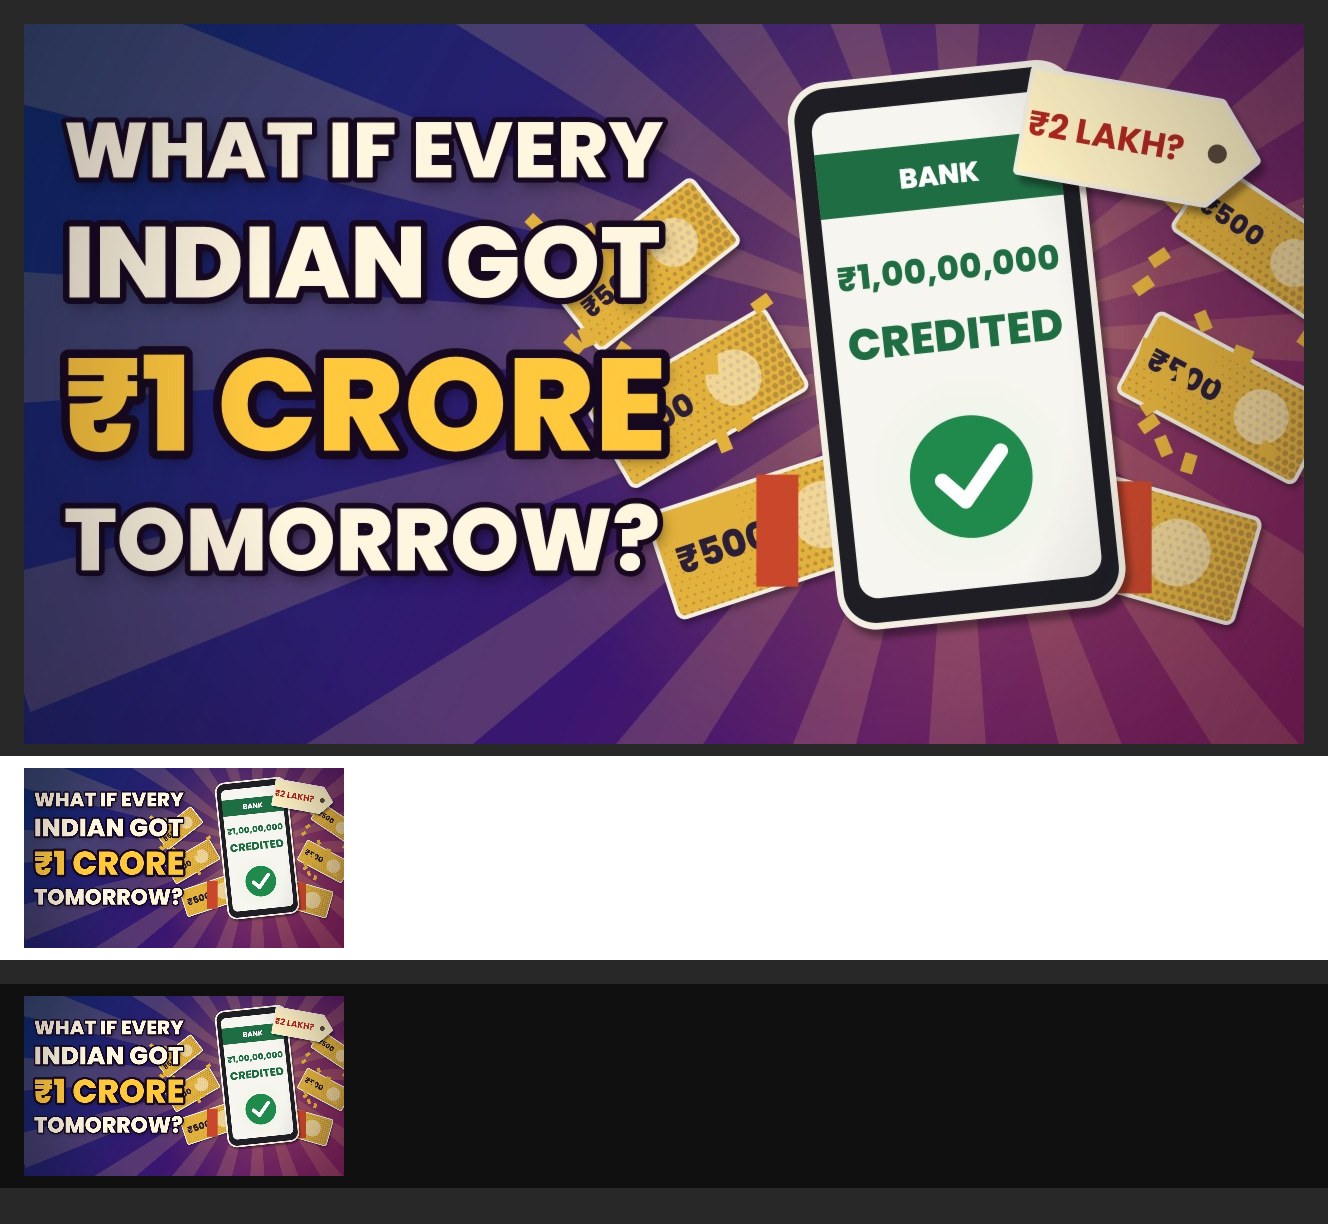 WHAT IF EVERY
INDIAN GOT
₹1 CRORE
TOMORROW?
BANK
₹1,00,00,000
CREDITED
₹2 LAKH?
₹500
₹500
₹500
WHAT IF EVERY
INDIAN GOT
₹1 CRORE
TOMORROW?
BANK
₹1,00,00,000
CREDITED
₹2 LAKH?
WHAT IF EVERY
INDIAN GOT
₹1 CRORE
TOMORROW?
BANK
₹1,00,00,000
CREDITED
₹2 LAKH?